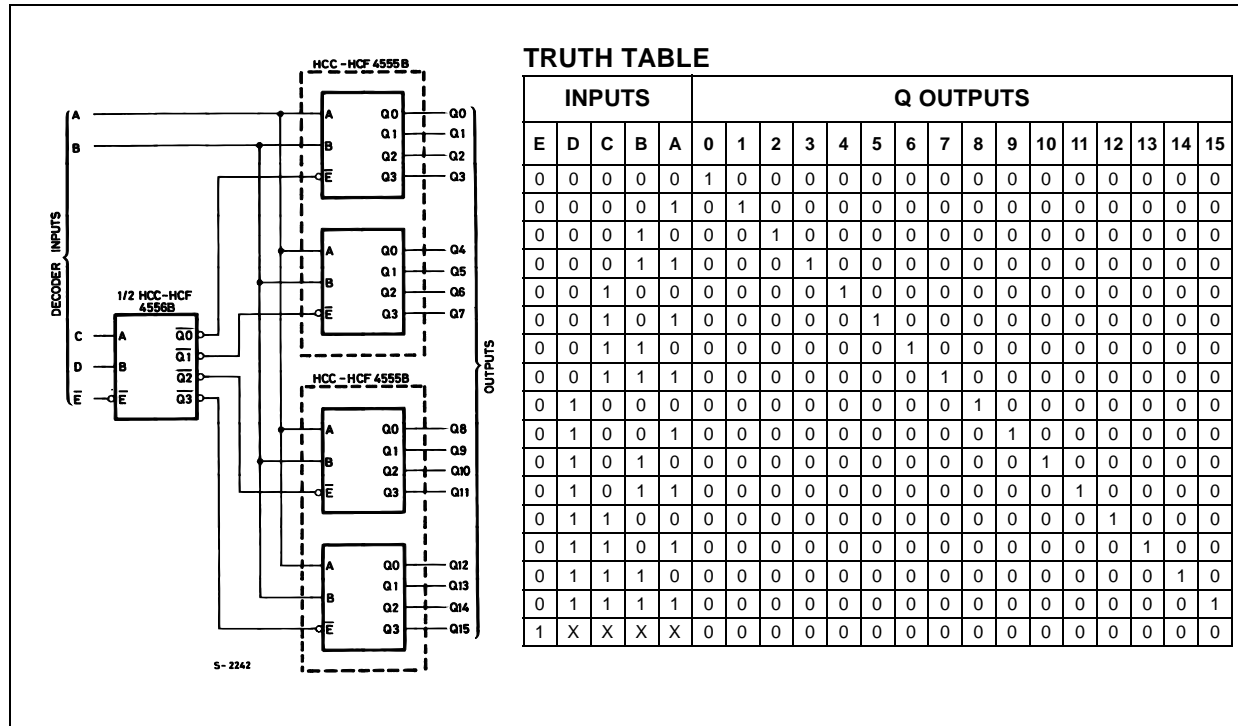 HCC-HCF 4555B
A
B
A
B
E
Q0
Q1
Q2
Q3
Q0
Q1
Q2
Q3
A
B
E
Q0
Q1
Q2
Q3
Q4
Q5
Q6
Q7
DECODER INPUTS
1/2 HCC-HCF
4556B
C
D
E
A
B
E
Q0
Q1
Q2
Q3
OUTPUTS
HCC-HCF 4555B
A
B
E
Q0
Q1
Q2
Q3
Q8
Q9
Q10
Q11
A
B
E
Q0
Q1
Q2
Q3
Q12
Q13
Q14
Q15
S-2242
TRUTH TABLE
INPUTS Q OUTPUTS
E D C B A 0 1 2 3 4 5 6 7 8 9 10 11 12 13 14 15
0 0 0 0 0 1 0 0 0 0 0 0 0 0 0 0 0 0 0 0 0
0 0 0 0 1 0 1 0 0 0 0 0 0 0 0 0 0 0 0 0 0
0 0 0 1 0 0 0 1 0 0 0 0 0 0 0 0 0 0 0 0 0
0 0 0 1 1 0 0 0 1 0 0 0 0 0 0 0 0 0 0 0 0
0 0 1 0 0 0 0 0 0 1 0 0 0 0 0 0 0 0 0 0 0
0 0 1 0 1 0 0 0 0 0 1 0 0 0 0 0 0 0 0 0 0
0 0 1 1 0 0 0 0 0 0 0 1 0 0 0 0 0 0 0 0 0
0 0 1 1 1 0 0 0 0 0 0 0 1 0 0 0 0 0 0 0 0
0 1 0 0 0 0 0 0 0 0 0 0 0 1 0 0 0 0 0 0 0
0 1 0 0 1 0 0 0 0 0 0 0 0 0 1 0 0 0 0 0 0
0 1 0 1 0 0 0 0 0 0 0 0 0 0 0 1 0 0 0 0 0
0 1 0 1 1 0 0 0 0 0 0 0 0 0 0 0 1 0 0 0 0
0 1 1 0 0 0 0 0 0 0 0 0 0 0 0 0 0 1 0 0 0
0 1 1 0 1 0 0 0 0 0 0 0 0 0 0 0 0 0 1 0 0
0 1 1 1 0 0 0 0 0 0 0 0 0 0 0 0 0 0 0 1 0
0 1 1 1 1 0 0 0 0 0 0 0 0 0 0 0 0 0 0 0 1
1 X X X X 0 0 0 0 0 0 0 0 0 0 0 0 0 0 0 0